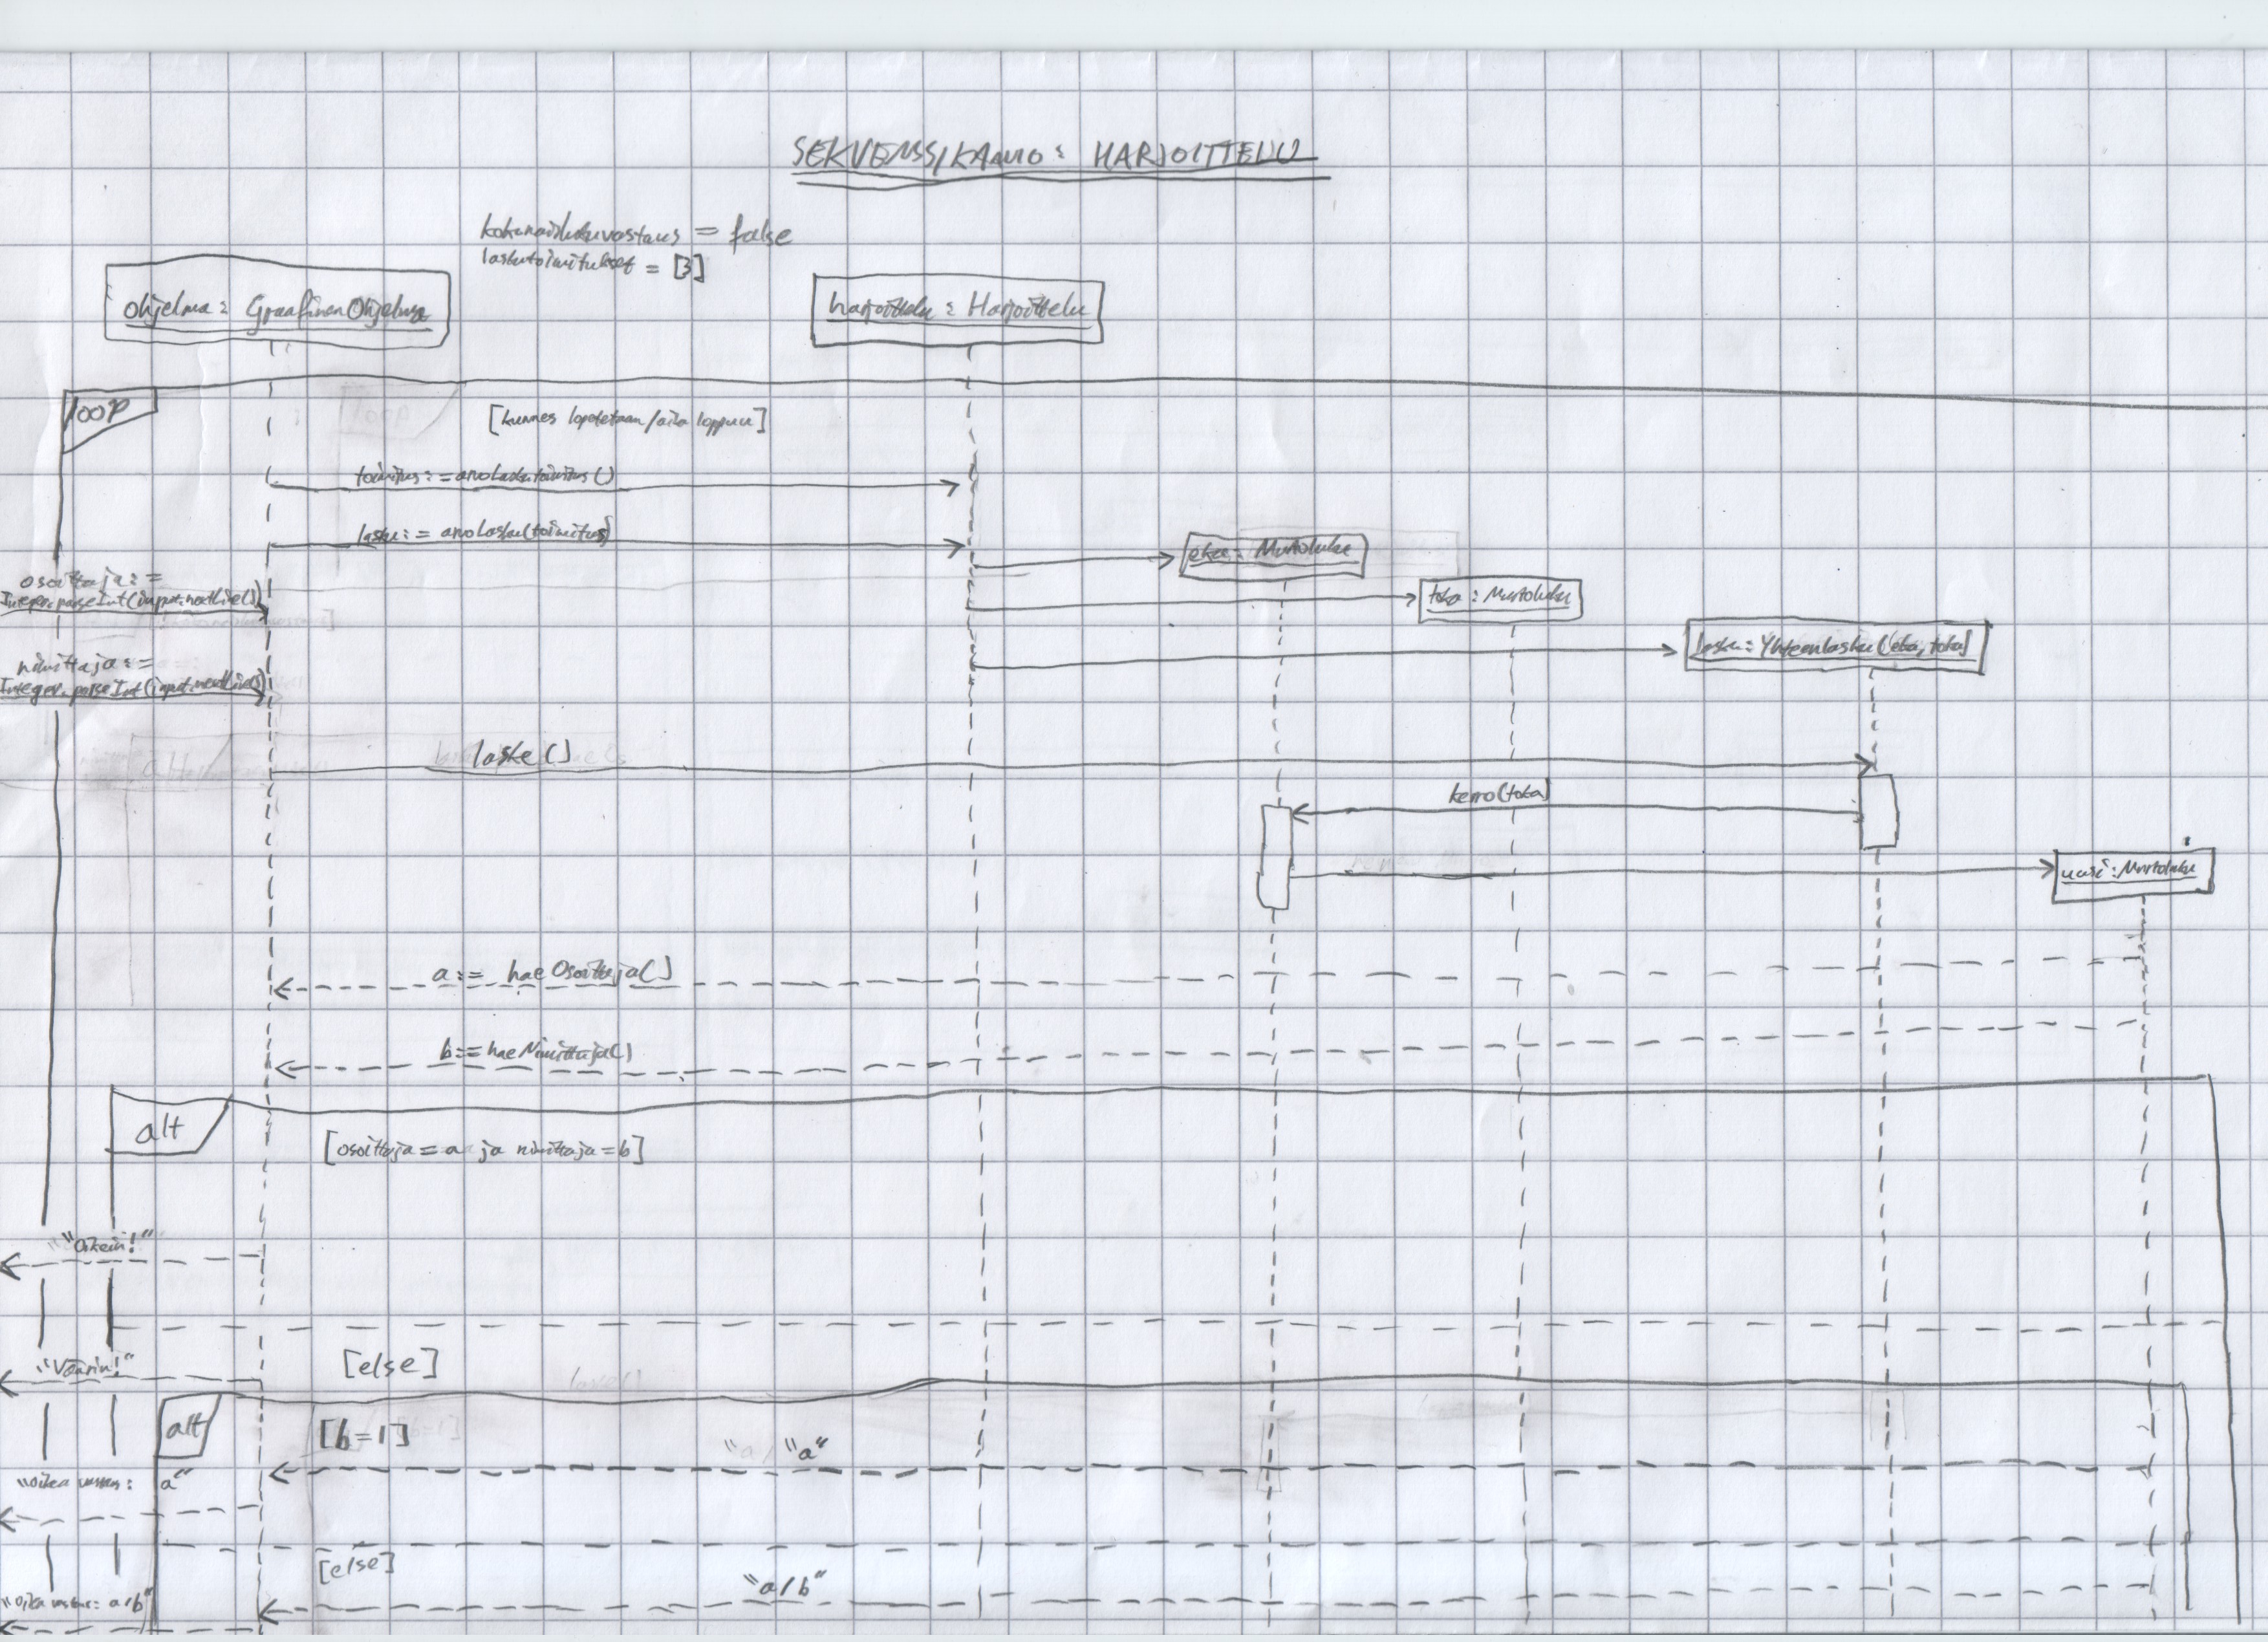 SEKVENSSIKAAVIO: HARJOITTELU
kokonaislukuvastaus = false
laskutoimitukset = [3]
ohjelma: GraafinenOhjelma
harjoittelu: Harjoittelu
loop
[kunnes lopetetaan/aika loppuu]
toimitus:=arvoLaskutoimitus()
lasku:= arvoLasku(toimitus)
eka: Murtoluku
osoittaja:=
Integer.parseInt(input.nextLine())
toka: Murtoluku
lasku: Yhteenlasku(eka, toka)
nimittaja:=
Integer.parseInt(input.nextLine())
laske()
kerro(toka)
uusi: Murtoluku
a:= haeOsoittaja()
b:= haeNimittaja()
alt
[osoittaja=a ja nimittaja=b]
"Oikein!"
"Väärin!"
[else]
alt
[b=1]
"a"
"Oikea vastaus: a"
[else]
"a/b"
"Oikea vastaus: a/b"